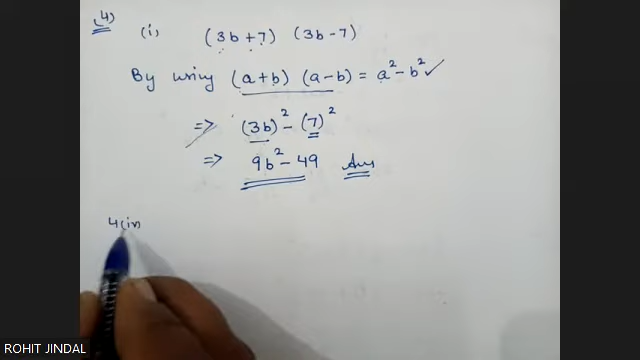 (4) (i) (3b+7) (3b-7)
By using (a+b) (a-b) = a²-b² ✓
=> (3b)² - (7)²
=> 9b² - 49 Ans
4(iv)
ROHIT JINDAL